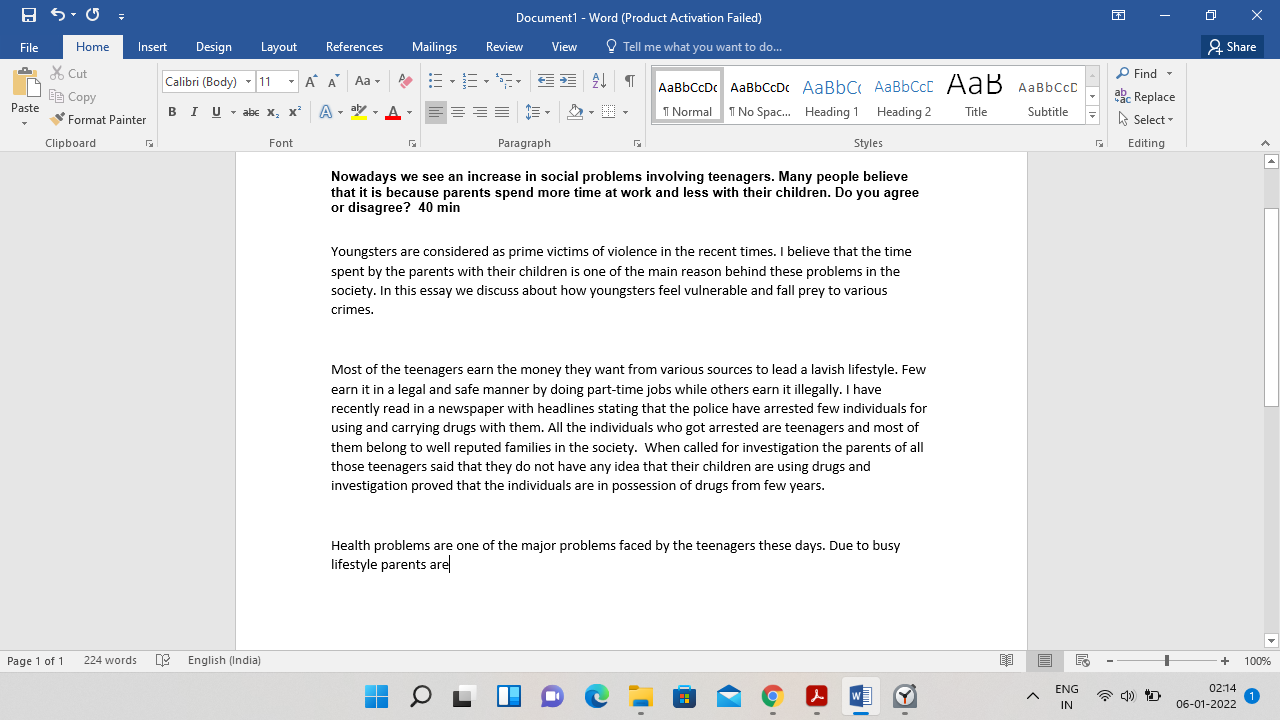 Document1 - Word (Product Activation Failed)
File Home Insert Design Layout References Mailings Review View Tell me what you want to do... Share
Paste
Cut
Copy
Format Painter
Clipboard
Calibri (Body) 11
B I U abc X₂ X²
Font
Paragraph
AaBbCcDc AaBbCcDc AaBbC AaBbCcD AaB AaBbCcD
¶ Normal ¶ No Spac... Heading 1 Heading 2 Title Subtitle
Styles
Find
Replace
Select
Editing
Nowadays we see an increase in social problems involving teenagers. Many people believe
that it is because parents spend more time at work and less with their children. Do you agree
or disagree?  40 min
Youngsters are considered as prime victims of violence in the recent times. I believe that the time
spent by the parents with their children is one of the main reason behind these problems in the
society. In this essay we discuss about how youngsters feel vulnerable and fall prey to various
crimes.
Most of the teenagers earn the money they want from various sources to lead a lavish lifestyle. Few
earn it in a legal and safe manner by doing part-time jobs while others earn it illegally. I have
recently read in a newspaper with headlines stating that the police have arrested few individuals for
using and carrying drugs with them. All the individuals who got arrested are teenagers and most of
them belong to well reputed families in the society.  When called for investigation the parents of all
those teenagers said that they do not have any idea that their children are using drugs and
investigation proved that the individuals are in possession of drugs from few years.
Health problems are one of the major problems faced by the teenagers these days. Due to busy
lifestyle parents are
Page 1 of 1 224 words English (India) 100%
ENG
IN
02:14
06-01-2022
1